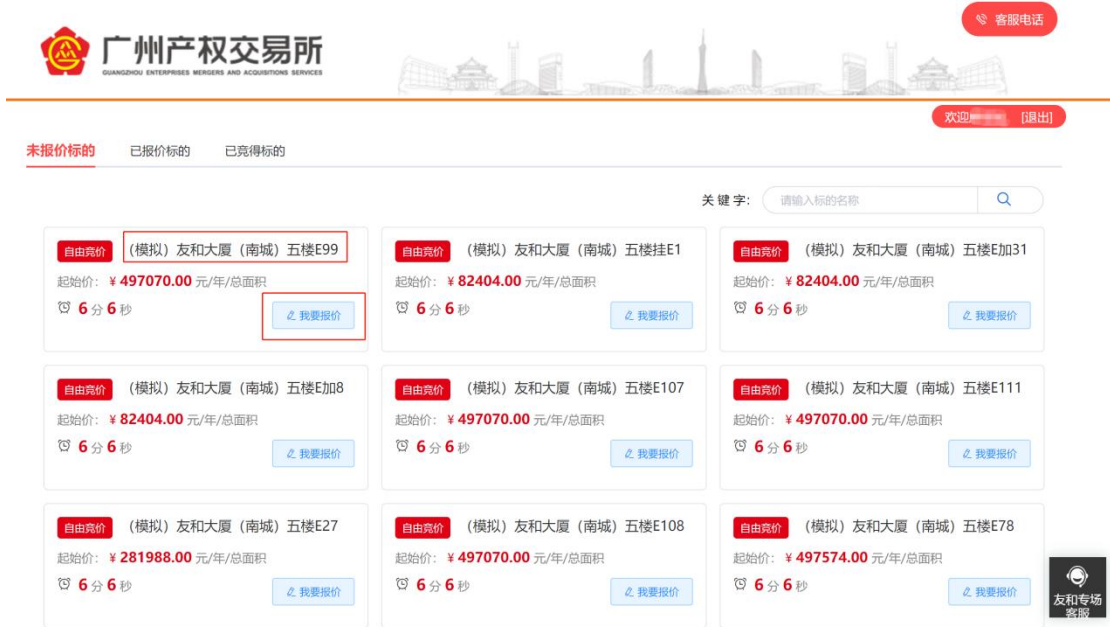 客服电话
广州产权交易所
GUANGZHOU ENTERPRISES MERGERS AND ACQUISITIONS SERVICES
欢迎 [退出]
未报价标的 已报价标的 已竞得标的
关 键 字： 请输入标的名称
自由竞价 （模拟）友和大厦（南城）五楼E99
起始价：￥497070.00 元/年/总面积
6 分 6 秒 我要报价
自由竞价 （模拟）友和大厦（南城）五楼挂E1
起始价：￥82404.00 元/年/总面积
6 分 6 秒 我要报价
自由竞价 （模拟）友和大厦（南城）五楼E加31
起始价：￥82404.00 元/年/总面积
6 分 6 秒 我要报价
自由竞价 （模拟）友和大厦（南城）五楼E加8
起始价：￥82404.00 元/年/总面积
6 分 6 秒 我要报价
自由竞价 （模拟）友和大厦（南城）五楼E107
起始价：￥497070.00 元/年/总面积
6 分 6 秒 我要报价
自由竞价 （模拟）友和大厦（南城）五楼E111
起始价：￥497070.00 元/年/总面积
6 分 6 秒 我要报价
自由竞价 （模拟）友和大厦（南城）五楼E27
起始价：￥281988.00 元/年/总面积
6 分 6 秒 我要报价
自由竞价 （模拟）友和大厦（南城）五楼E108
起始价：￥497070.00 元/年/总面积
6 分 6 秒 我要报价
自由竞价 （模拟）友和大厦（南城）五楼E78
起始价：￥497574.00 元/年/总面积
6 分 6 秒 我要报价
友和专场
客服